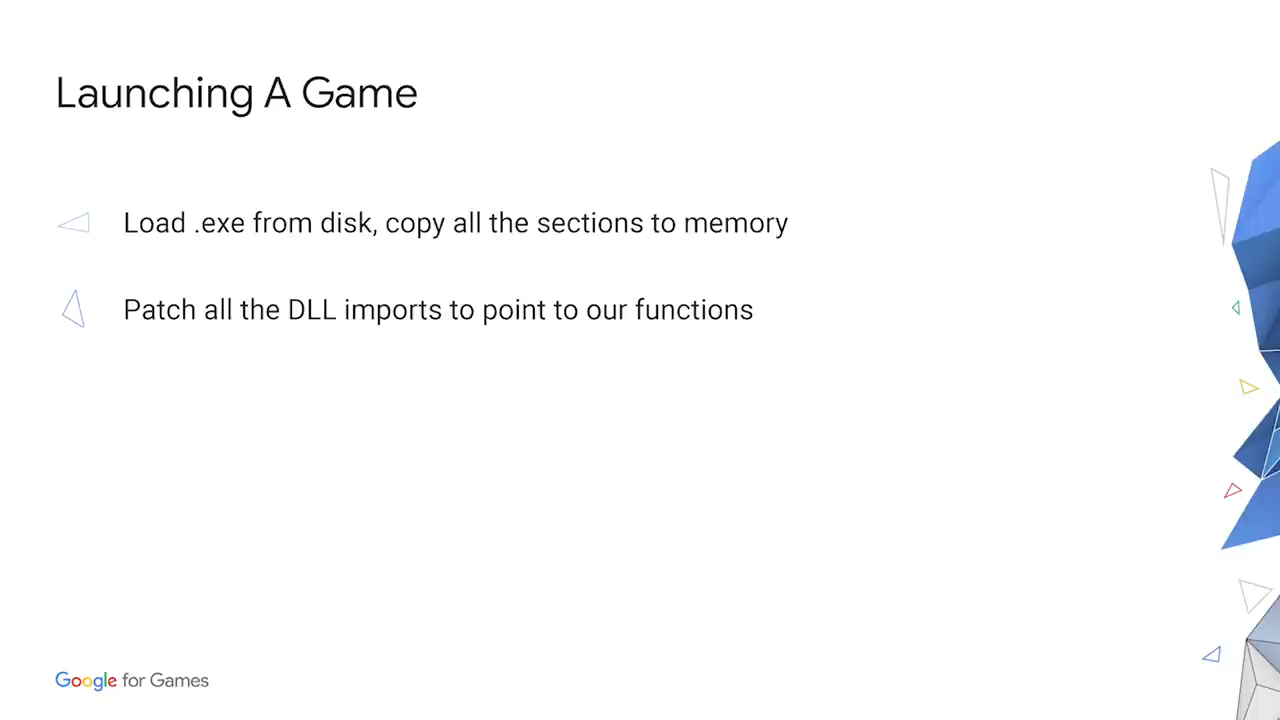 Launching A Game
Load .exe from disk, copy all the sections to memory
Patch all the DLL imports to point to our functions
Google for Games